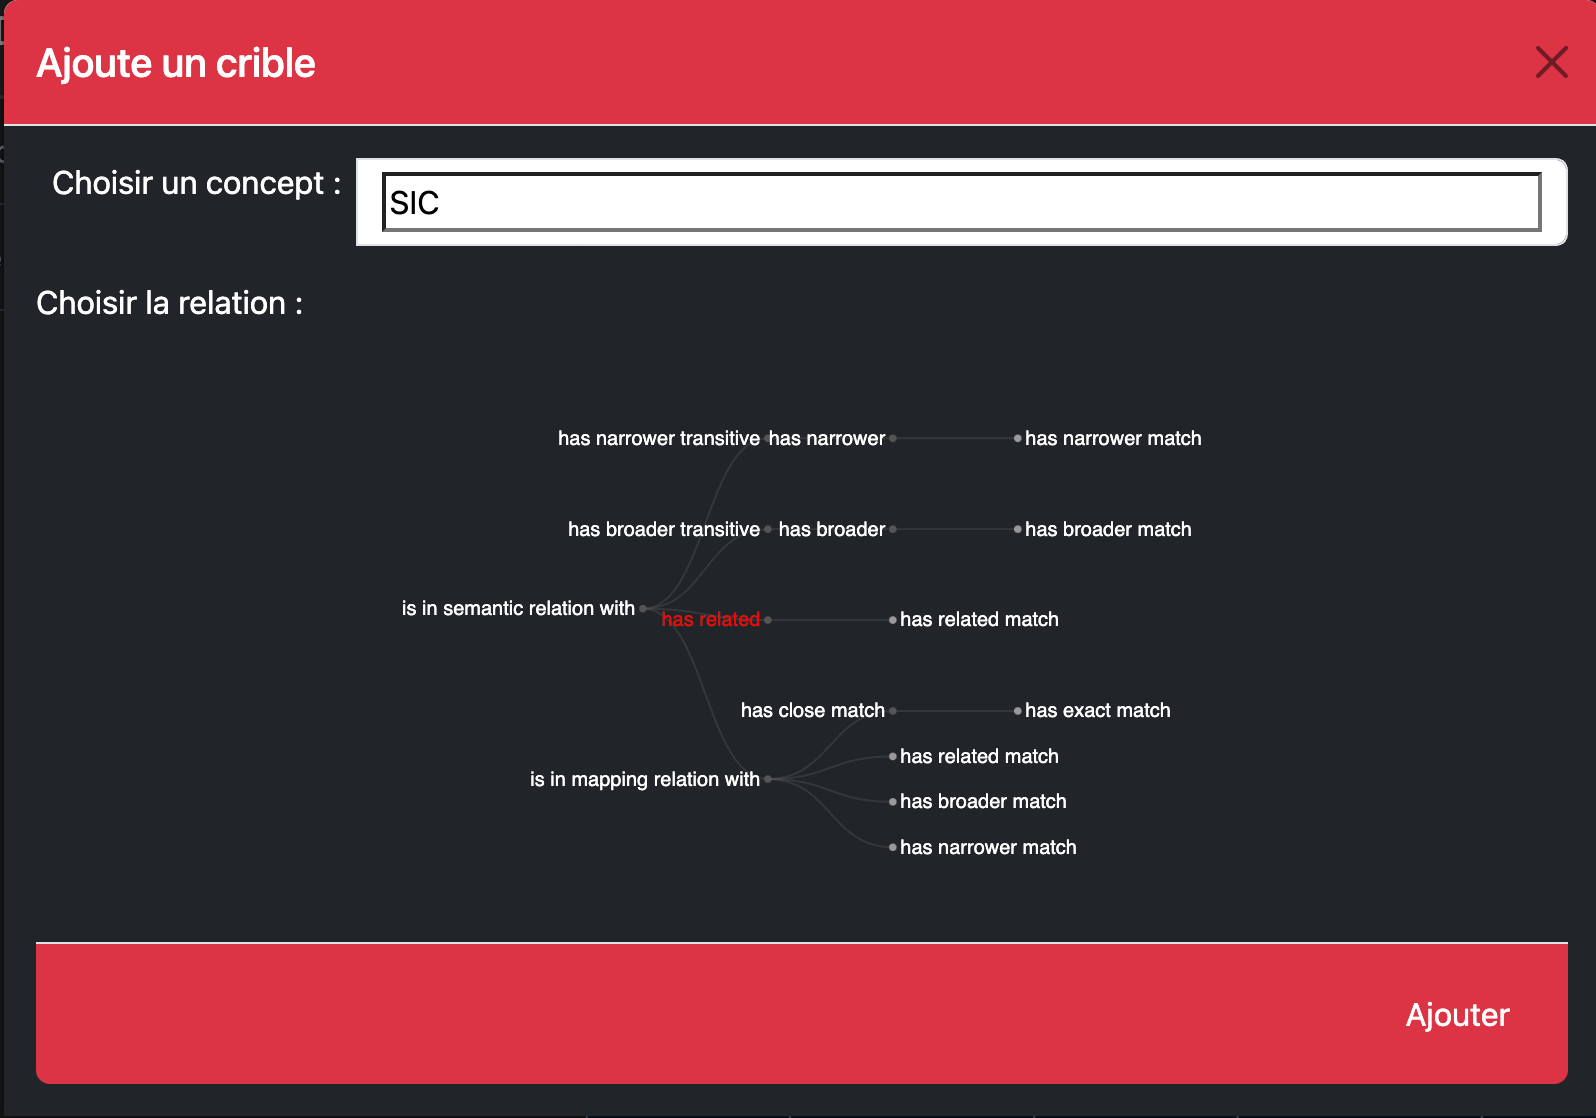 Ajoute un crible
Choisir un concept :
SIC
Choisir la relation :
has narrower transitive
has narrower
has narrower match
has broader transitive
has broader
has broader match
is in semantic relation with
has related
has related match
has close match
has exact match
has related match
is in mapping relation with
has broader match
has narrower match
Ajouter